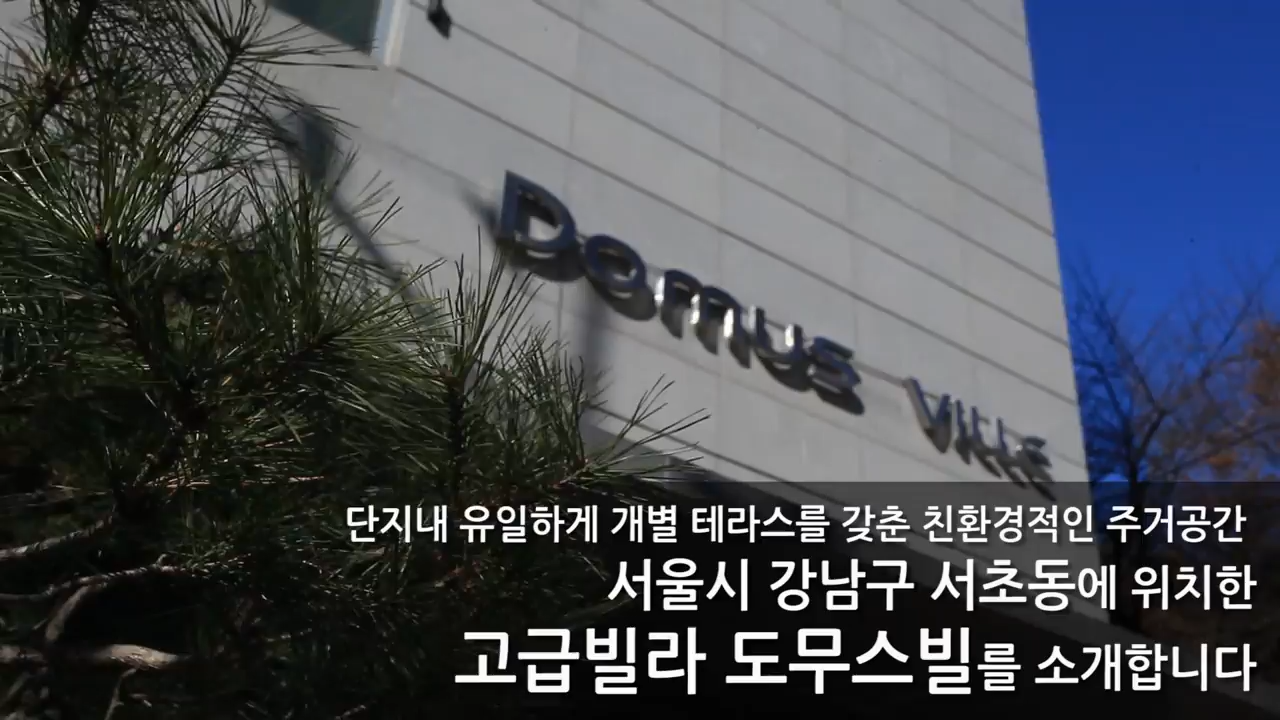 Domus Ville
단지내 유일하게 개별 테라스를 갖춘 친환경적인 주거공간
서울시 강남구 서초동에 위치한
고급빌라 도무스빌를 소개합니다